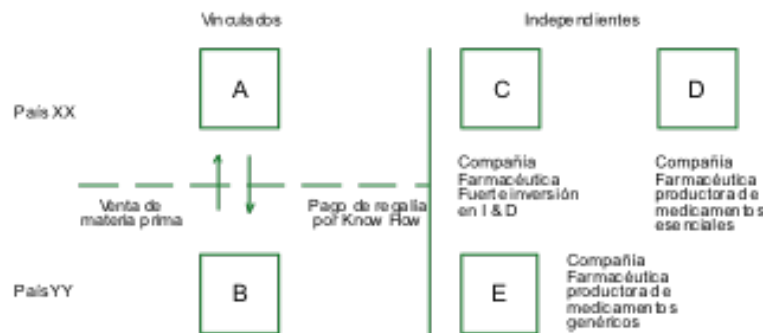 Vinculados
Independientes
A
C
D
País XX
Compañía
Farmacéutica
Fuerte inversión
en I & D
Compañía
Farmacéutica
productora de
medicamentos
esenciales
Venta de
materia prima
Pago de regalía
por Know Flow
B
E
País YY
Compañía
Farmacéutica
productora de
medicamentos
genéricos